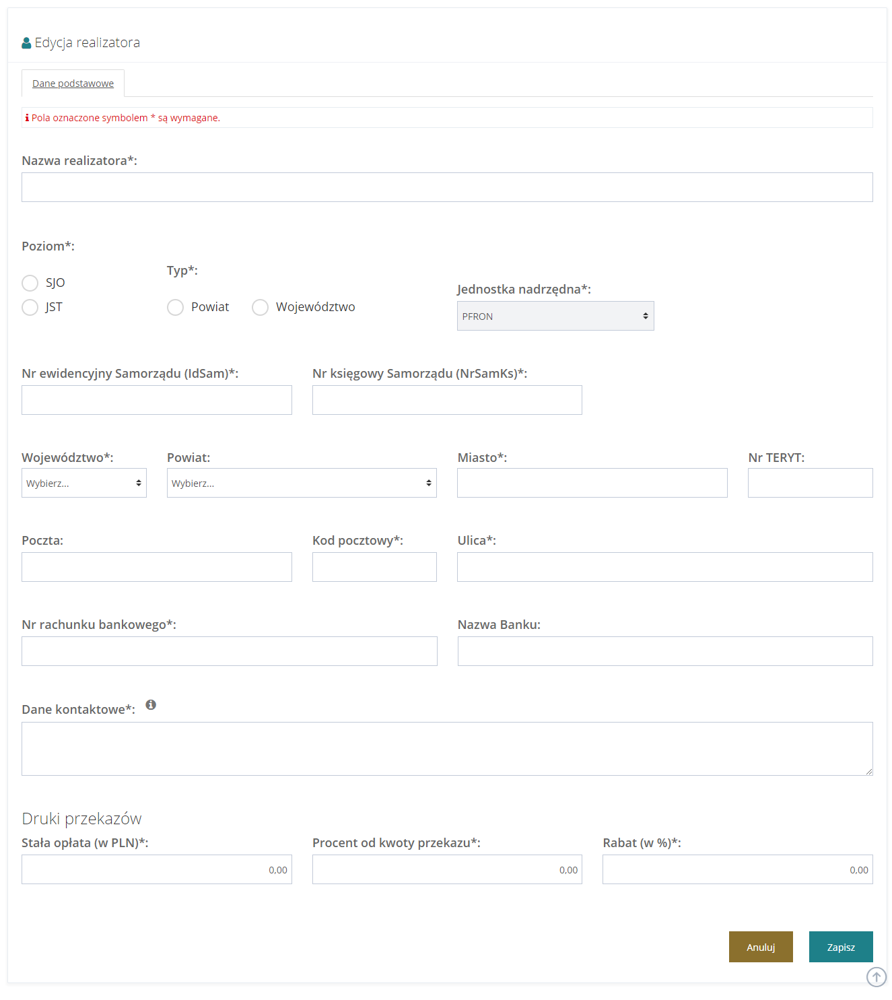 Edycja realizatora
Dane podstawowe
Pola oznaczone symbolem * są wymagane.
Nazwa realizatora*:
Poziom*:
SJO
JST
Typ*:
Powiat Województwo
Jednostka nadrzędna*:
PFRON
Nr ewidencyjny Samorządu (IdSam)*: Nr księgowy Samorządu (NrSamKs)*:
Województwo*: Powiat: Miasto*: Nr TERYT:
Wybierz... Wybierz...
Poczta: Kod pocztowy*: Ulica*:
Nr rachunku bankowego*: Nazwa Banku:
Dane kontaktowe*:
Druki przekazów
Stała opłata (w PLN)*: Procent od kwoty przekazu*: Rabat (w %)*:
0,00 0,00 0,00
Anuluj Zapisz